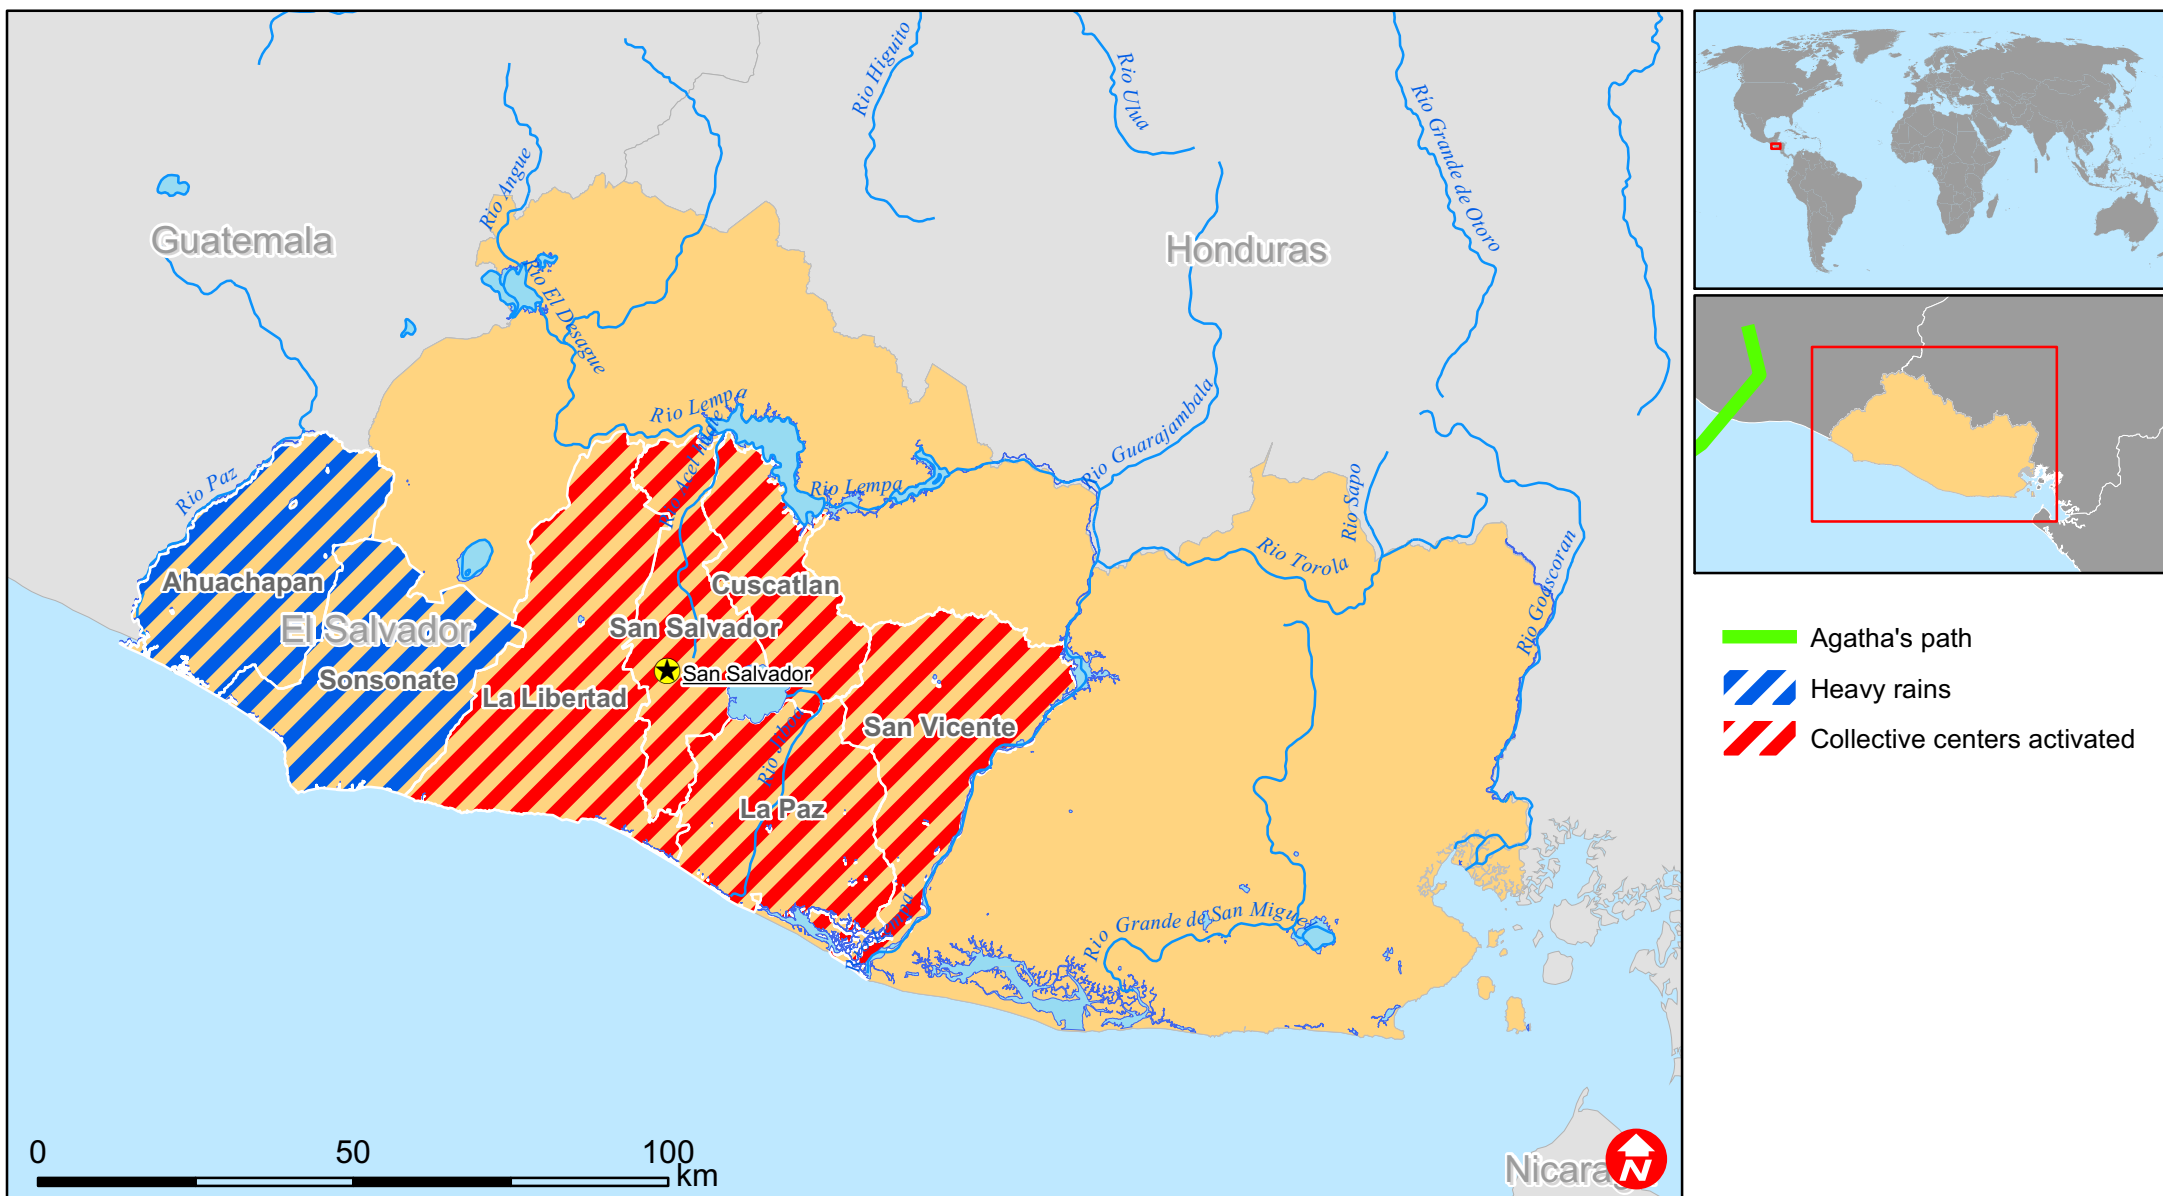 Rio Higuito
Rio Ulua
Rio Grande de Otoro
Rio Angue
Guatemala
Honduras
Rio El Desague
Rio Lempa
Rio Guarajambala
Rio Paz
Rio Lempa
Rio Sapo
Rio Torola
Rio Goascoran
Ahuachapan
Cuscatlan
El Salvador
San Salvador
San Salvador
Sonsonate
La Libertad
San Vicente
Rio Jiboa
La Paz
Rio Grande de San Miguel
0 50 100
km
Agatha's path
Heavy rains
Collective centers activated
N